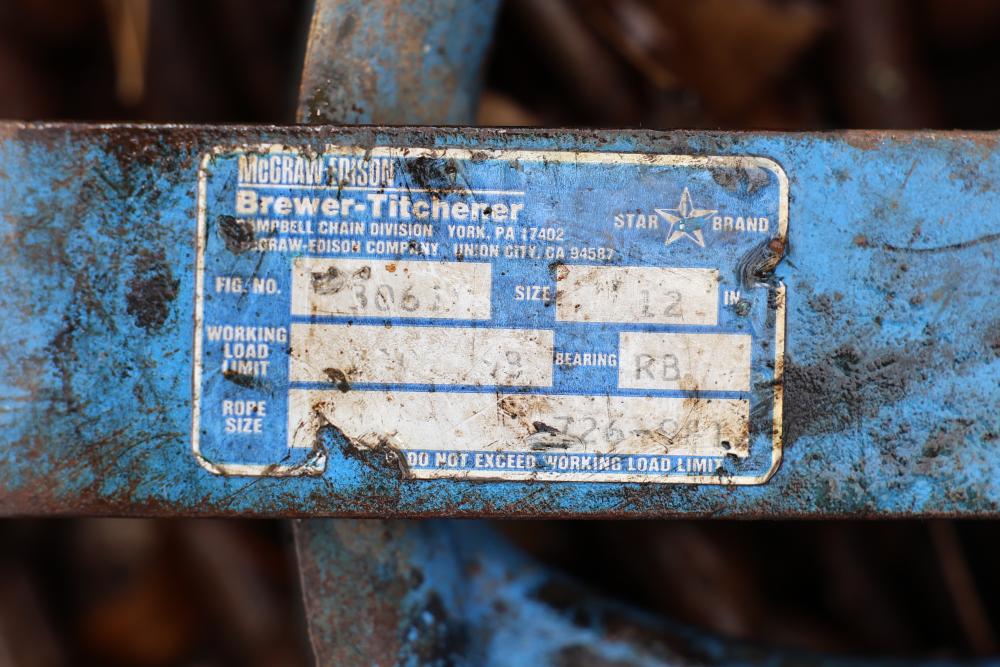 McGRAW-EDISON
Brewer-Titchener
CAMPBELL CHAIN DIVISION YORK, PA 17402
McGRAW-EDISON COMPANY UNION CITY, CA 94587
STAR BRAND
FIG. NO.
SIZE 12 IN.
WORKING LOAD LIMIT
BEARING RB
ROPE SIZE
DO NOT EXCEED WORKING LOAD LIMIT